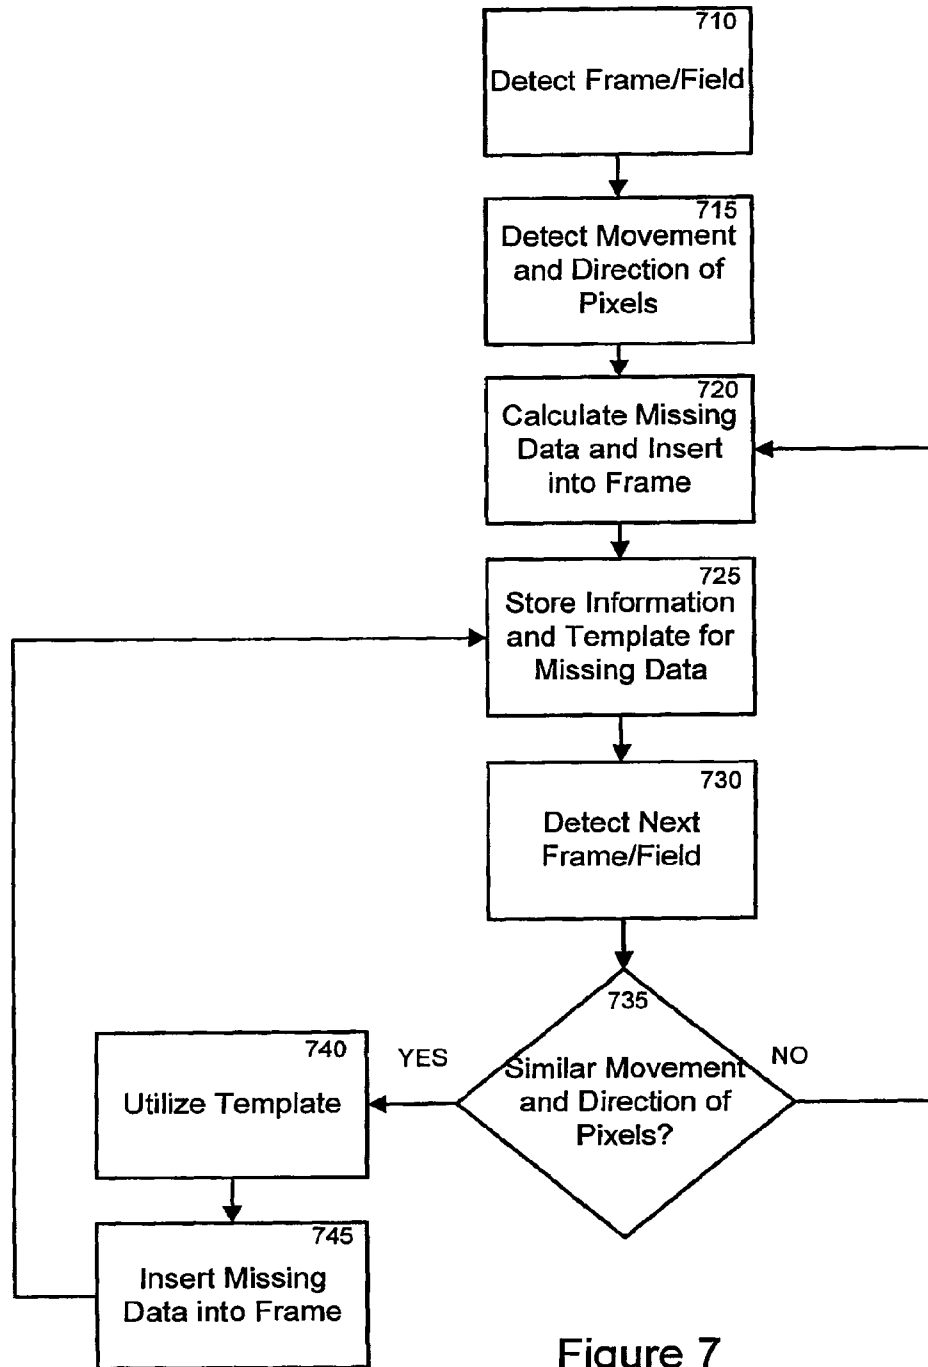 710
Detect Frame/Field
715
Detect Movement
and Direction of
Pixels
720
Calculate Missing
Data and Insert
into Frame
725
Store Information
and Template for
Missing Data
730
Detect Next
Frame/Field
735
Similar Movement
and Direction of
Pixels?
YES
NO
740
Utilize Template
745
Insert Missing
Data into Frame
Figure 7